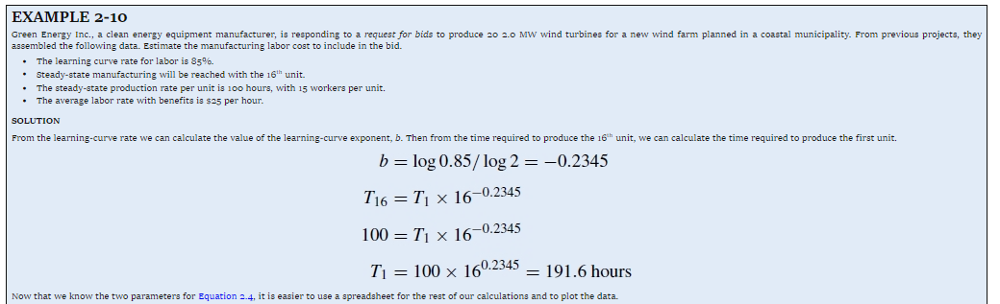 EXAMPLE 2-10
Green Energy Inc., a clean energy equipment manufacturer, is responding to a request for bids to produce 20 2.0 MW wind turbines for a new wind farm planned in a coastal municipality. From previous projects, they
assembled the following data. Estimate the manufacturing labor cost to include in the bid.
• The learning curve rate for labor is 85%.
• Steady-state manufacturing will be reached with the 16th unit.
• The steady-state production rate per unit is 100 hours, with 15 workers per unit.
• The average labor rate with benefits is $25 per hour.
SOLUTION
From the learning-curve rate we can calculate the value of the learning-curve exponent, b. Then from the time required to produce the 16th unit, we can calculate the time required to produce the first unit.
b = log 0.85/ log 2 = −0.2345
T₁₆ = T₁ × 16^−0.2345
100 = T₁ × 16^−0.2345
T₁ = 100 × 16^0.2345 = 191.6 hours
Now that we know the two parameters for Equation 2.4, it is easier to use a spreadsheet for the rest of our calculations and to plot the data.